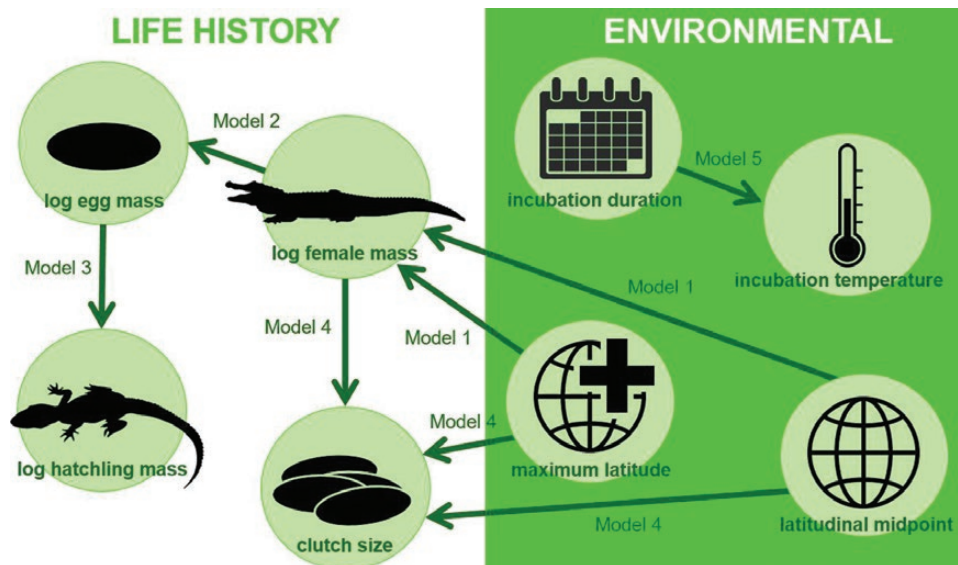 LIFE HISTORY
ENVIRONMENTAL
Model 2
log egg mass
log female mass
incubation duration
Model 5
incubation temperature
Model 3
Model 4
Model 1
Model 1
log hatchling mass
Model 4
maximum latitude
clutch size
Model 4
latitudinal midpoint